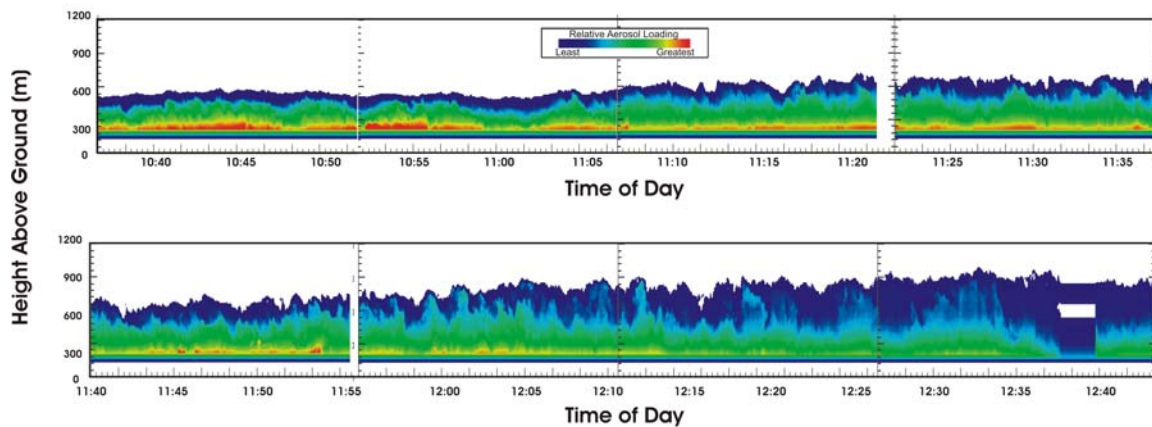 1200
Relative Aerosol Loading
Least Greatest
900
600
300
0
10:40 10:45 10:50 10:55 11:00 11:05 11:10 11:15 11:20 11:25 11:30 11:35
Time of Day
Height Above Ground (m)
1200
900
600
300
0
11:40 11:45 11:50 11:55 12:00 12:05 12:10 12:15 12:20 12:25 12:30 12:35 12:40
Time of Day